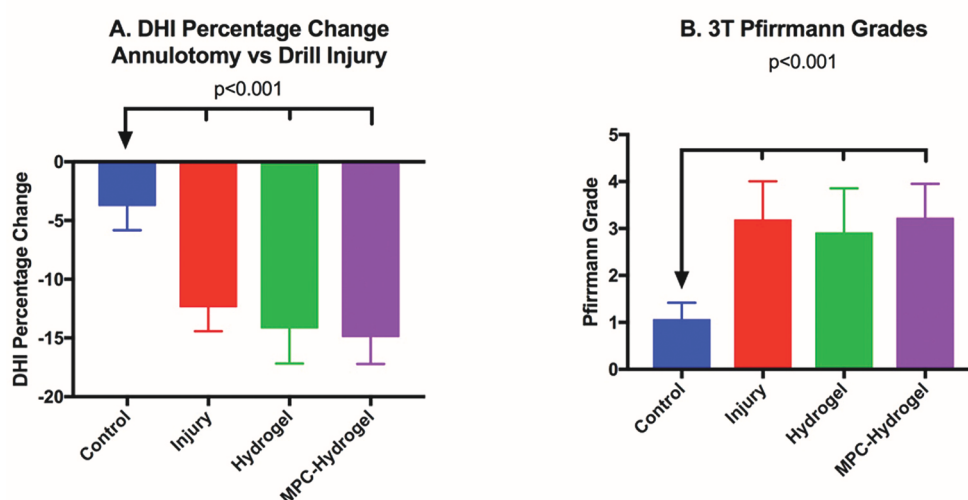 A. DHI Percentage Change
Annulotomy vs Drill Injury
p<0.001
0
-5
-10
-15
-20
DHI Percentage Change
Control
Injury
Hydrogel
MPC-Hydrogel
B. 3T Pfirrmann Grades
p<0.001
5
4
3
2
1
0
Pfirrmann Grade
Control
Injury
Hydrogel
MPC-Hydrogel